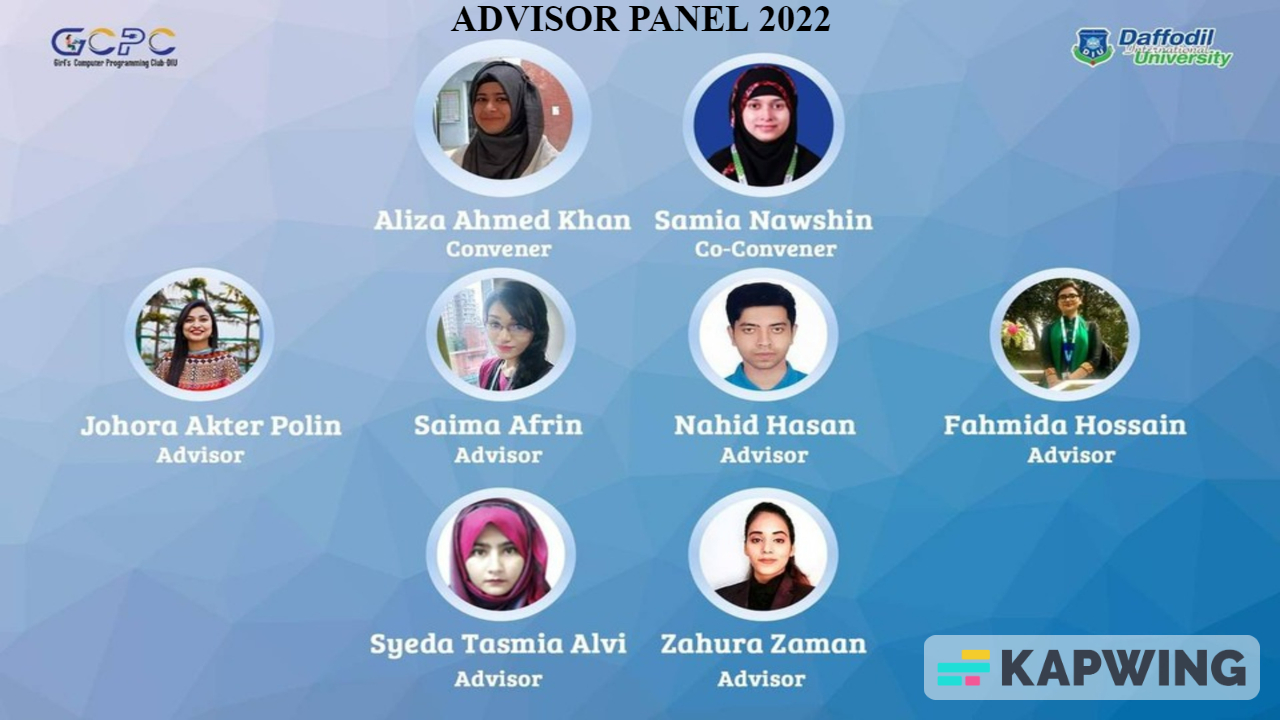 ADVISOR PANEL 2022
GCPC
Girl's Computer Programming Club-DIU
DIU
Daffodil
International
University
Aliza Ahmed Khan
Convener
Samia Nawshin
Co-Convener
Johora Akter Polin
Advisor
Saima Afrin
Advisor
Nahid Hasan
Advisor
Fahmida Hossain
Advisor
Syeda Tasmia Alvi
Advisor
Zahura Zaman
Advisor
KAPWING